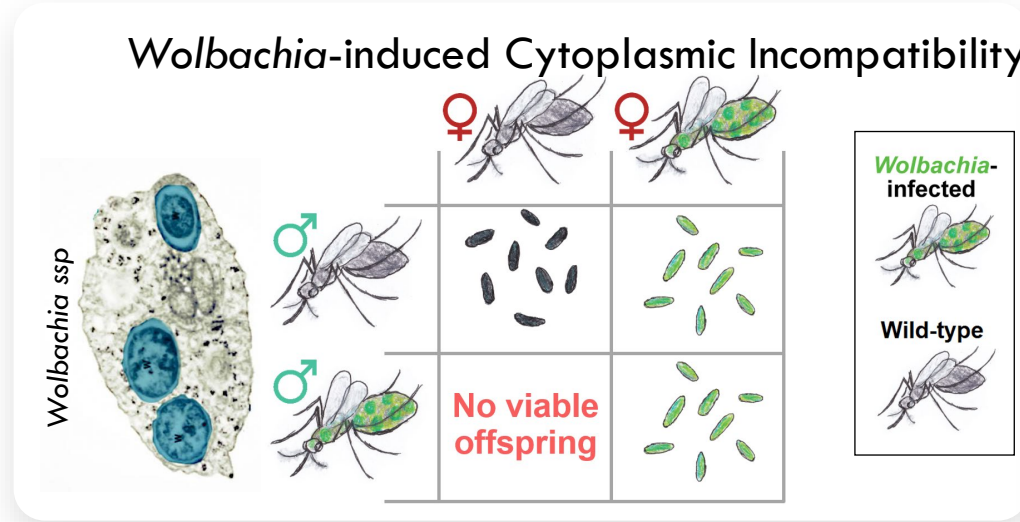 Wolbachia-induced Cytoplasmic Incompatibility
♀
♀
Wolbachia-
infected
Wolbachia ssp
W
♂
Wild-type
W
♂
No viable
offspring
W